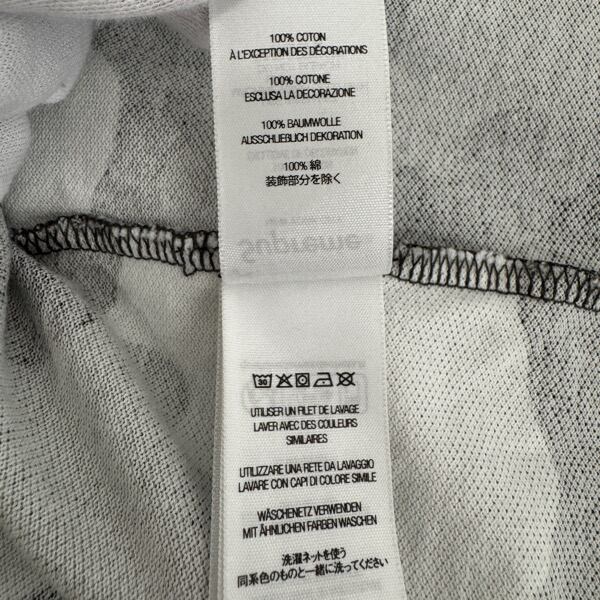 100% COTON
À L'EXCEPTION DES DÉCORATIONS
100% COTONE
ESCLUSA LA DECORAZIONE
100% BAUMWOLLE
AUSSCHLIEßLICH DEKORATION
100% 綿
装飾部分を除く
Supreme
30
UTILISER UN FILET DE LAVAGE
LAVER AVEC DES COULEURS
SIMILAIRES
UTILIZZARE UNA RETE DA LAVAGGIO
LAVARE CON CAPI DI COLORE SIMILE
WÄSCHENETZ VERWENDEN
MIT ÄHNLICHEN FARBEN WASCHEN
洗濯ネットを使う
同系色のものと一緒に洗ってください